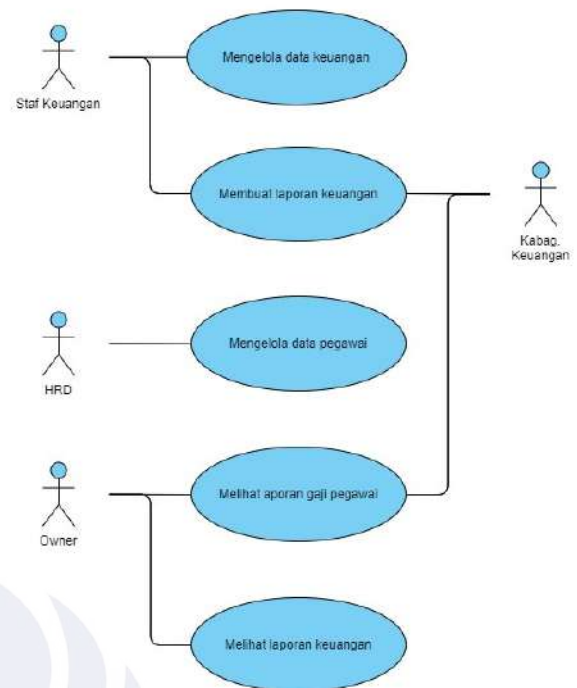 Mengelola data keuangan
Staf Keuangan
Membuat laporan keuangan
Kabag.
Keuangan
Mengelola data pegawai
HRD
Melihat aporan gaji pegawai
Owner
Melihat laporan keuangan